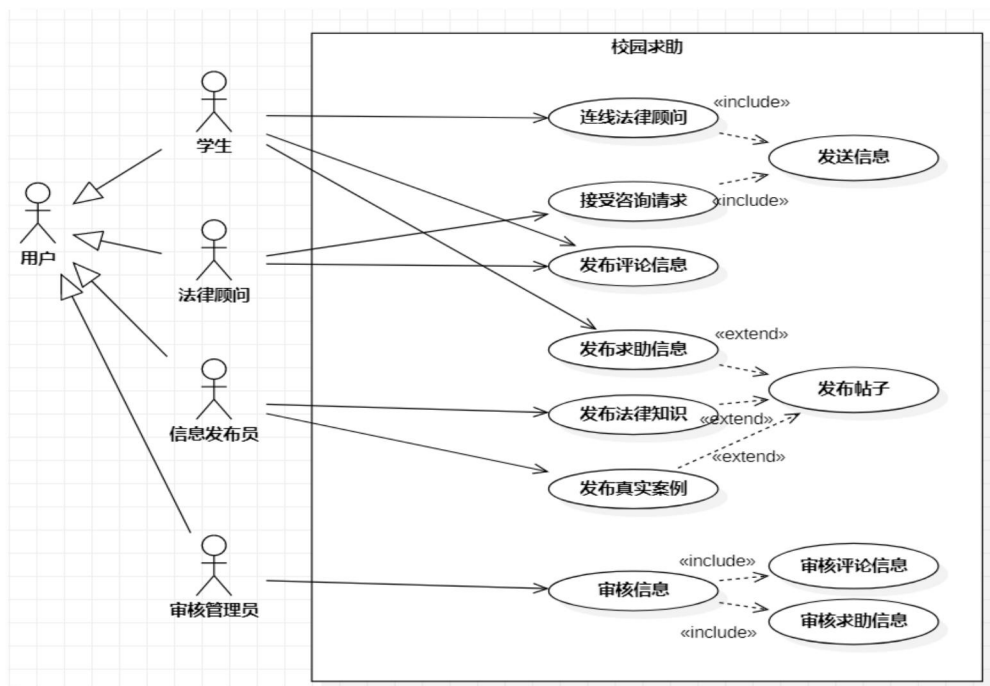 校园求助
学生
用户
法律顾问
信息发布员
审核管理员
连线法律顾问
«include»
发送信息
接受咨询请求
«include»
发布评论信息
发布求助信息
«extend»
发布帖子
发布法律知识
«extend»
«extend»
发布真实案例
«include»
审核评论信息
审核信息
审核求助信息
«include»